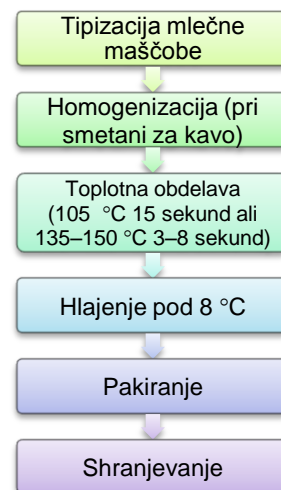 Tipizacija mlečne
maščobe
Homogenizacija (pri
smetani za kavo)
Toplotna obdelava
(105 °C 15 sekund ali
135–150 °C 3–8 sekund)
Hlajenje pod 8 °C
Pakiranje
Shranjevanje